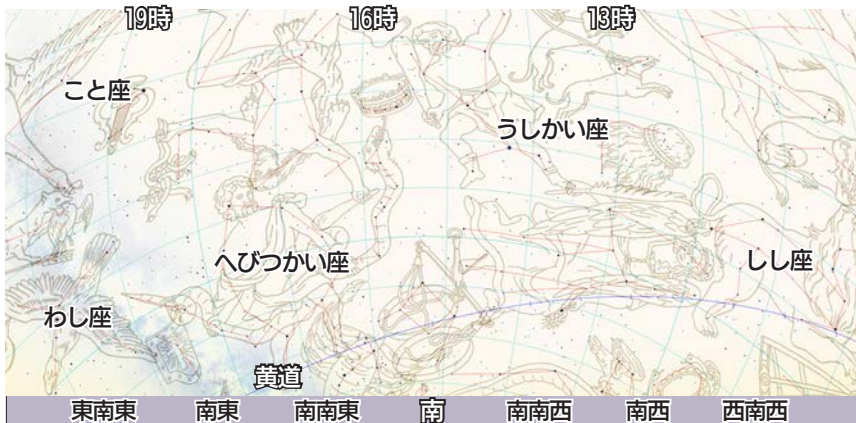 19時 16時 13時
こと座
うしかい座
へびつかい座
しし座
わし座
黄道
東南東 南東 南南東 南 南南西 南西 西南西